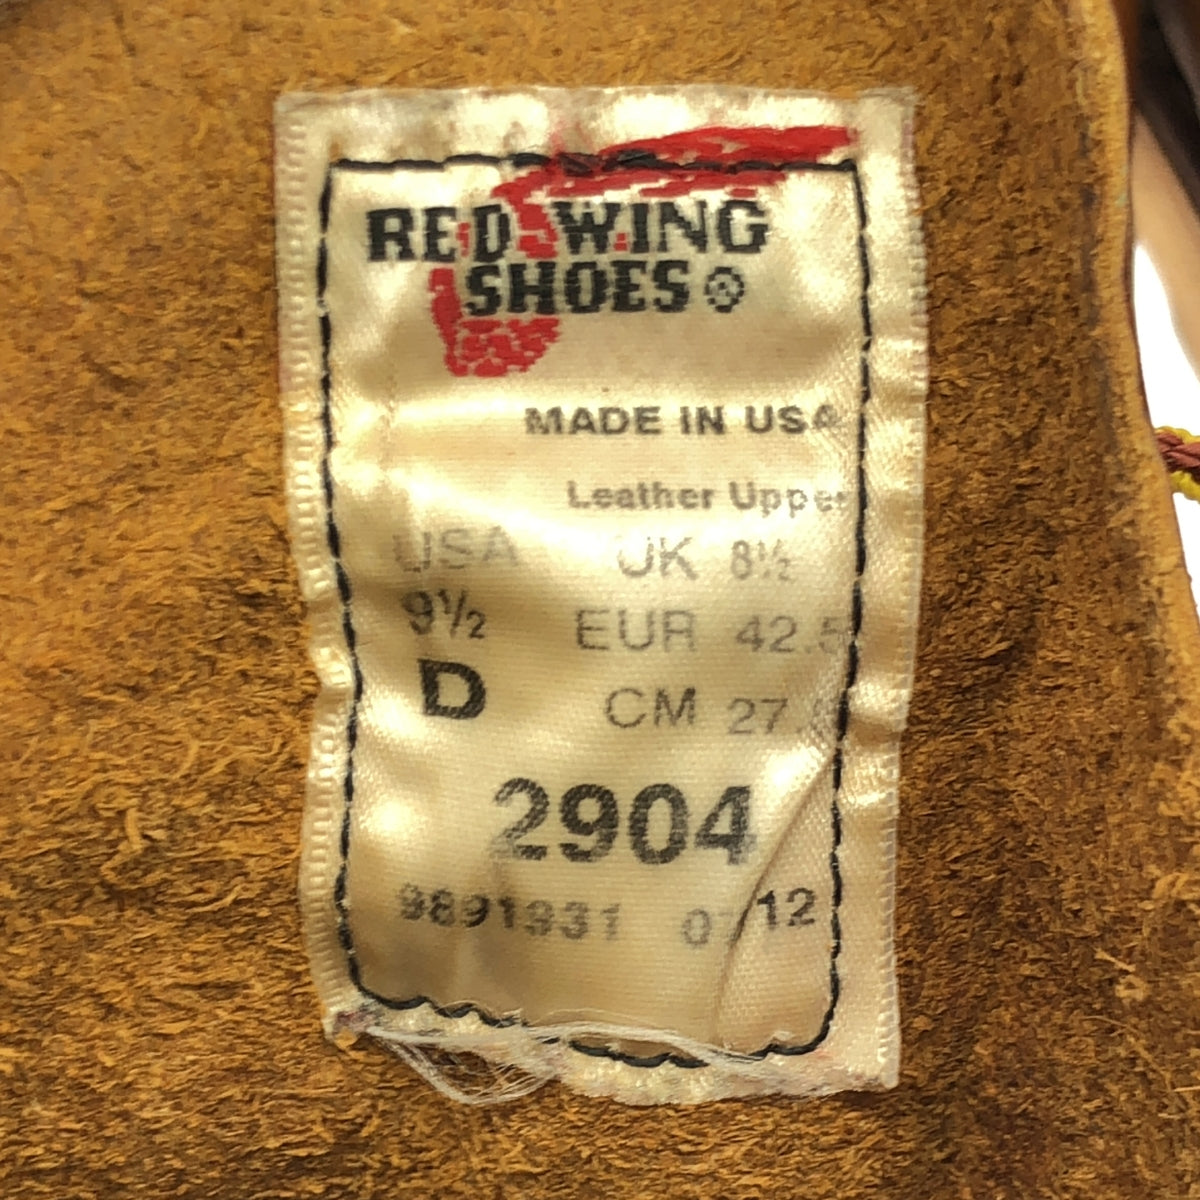 RED WING
SHOES ®
MADE IN USA
Leather Upper
USA UK 8½
9½ EUR 42.5
D CM 27.
2904
9891931 07/12